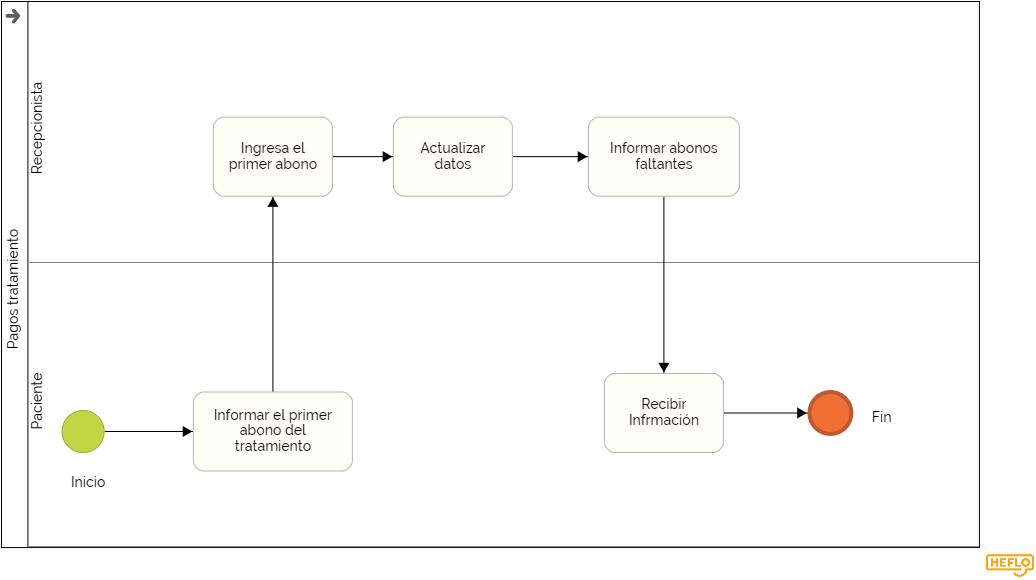 Pagos tratamiento
Recepcionista
Ingresa el
primer abono
Actualizar
datos
Informar abonos
faltantes
Paciente
Inicio
Informar el primer
abono del
tratamiento
Recibir
Infrmación
Fin
HEFLO